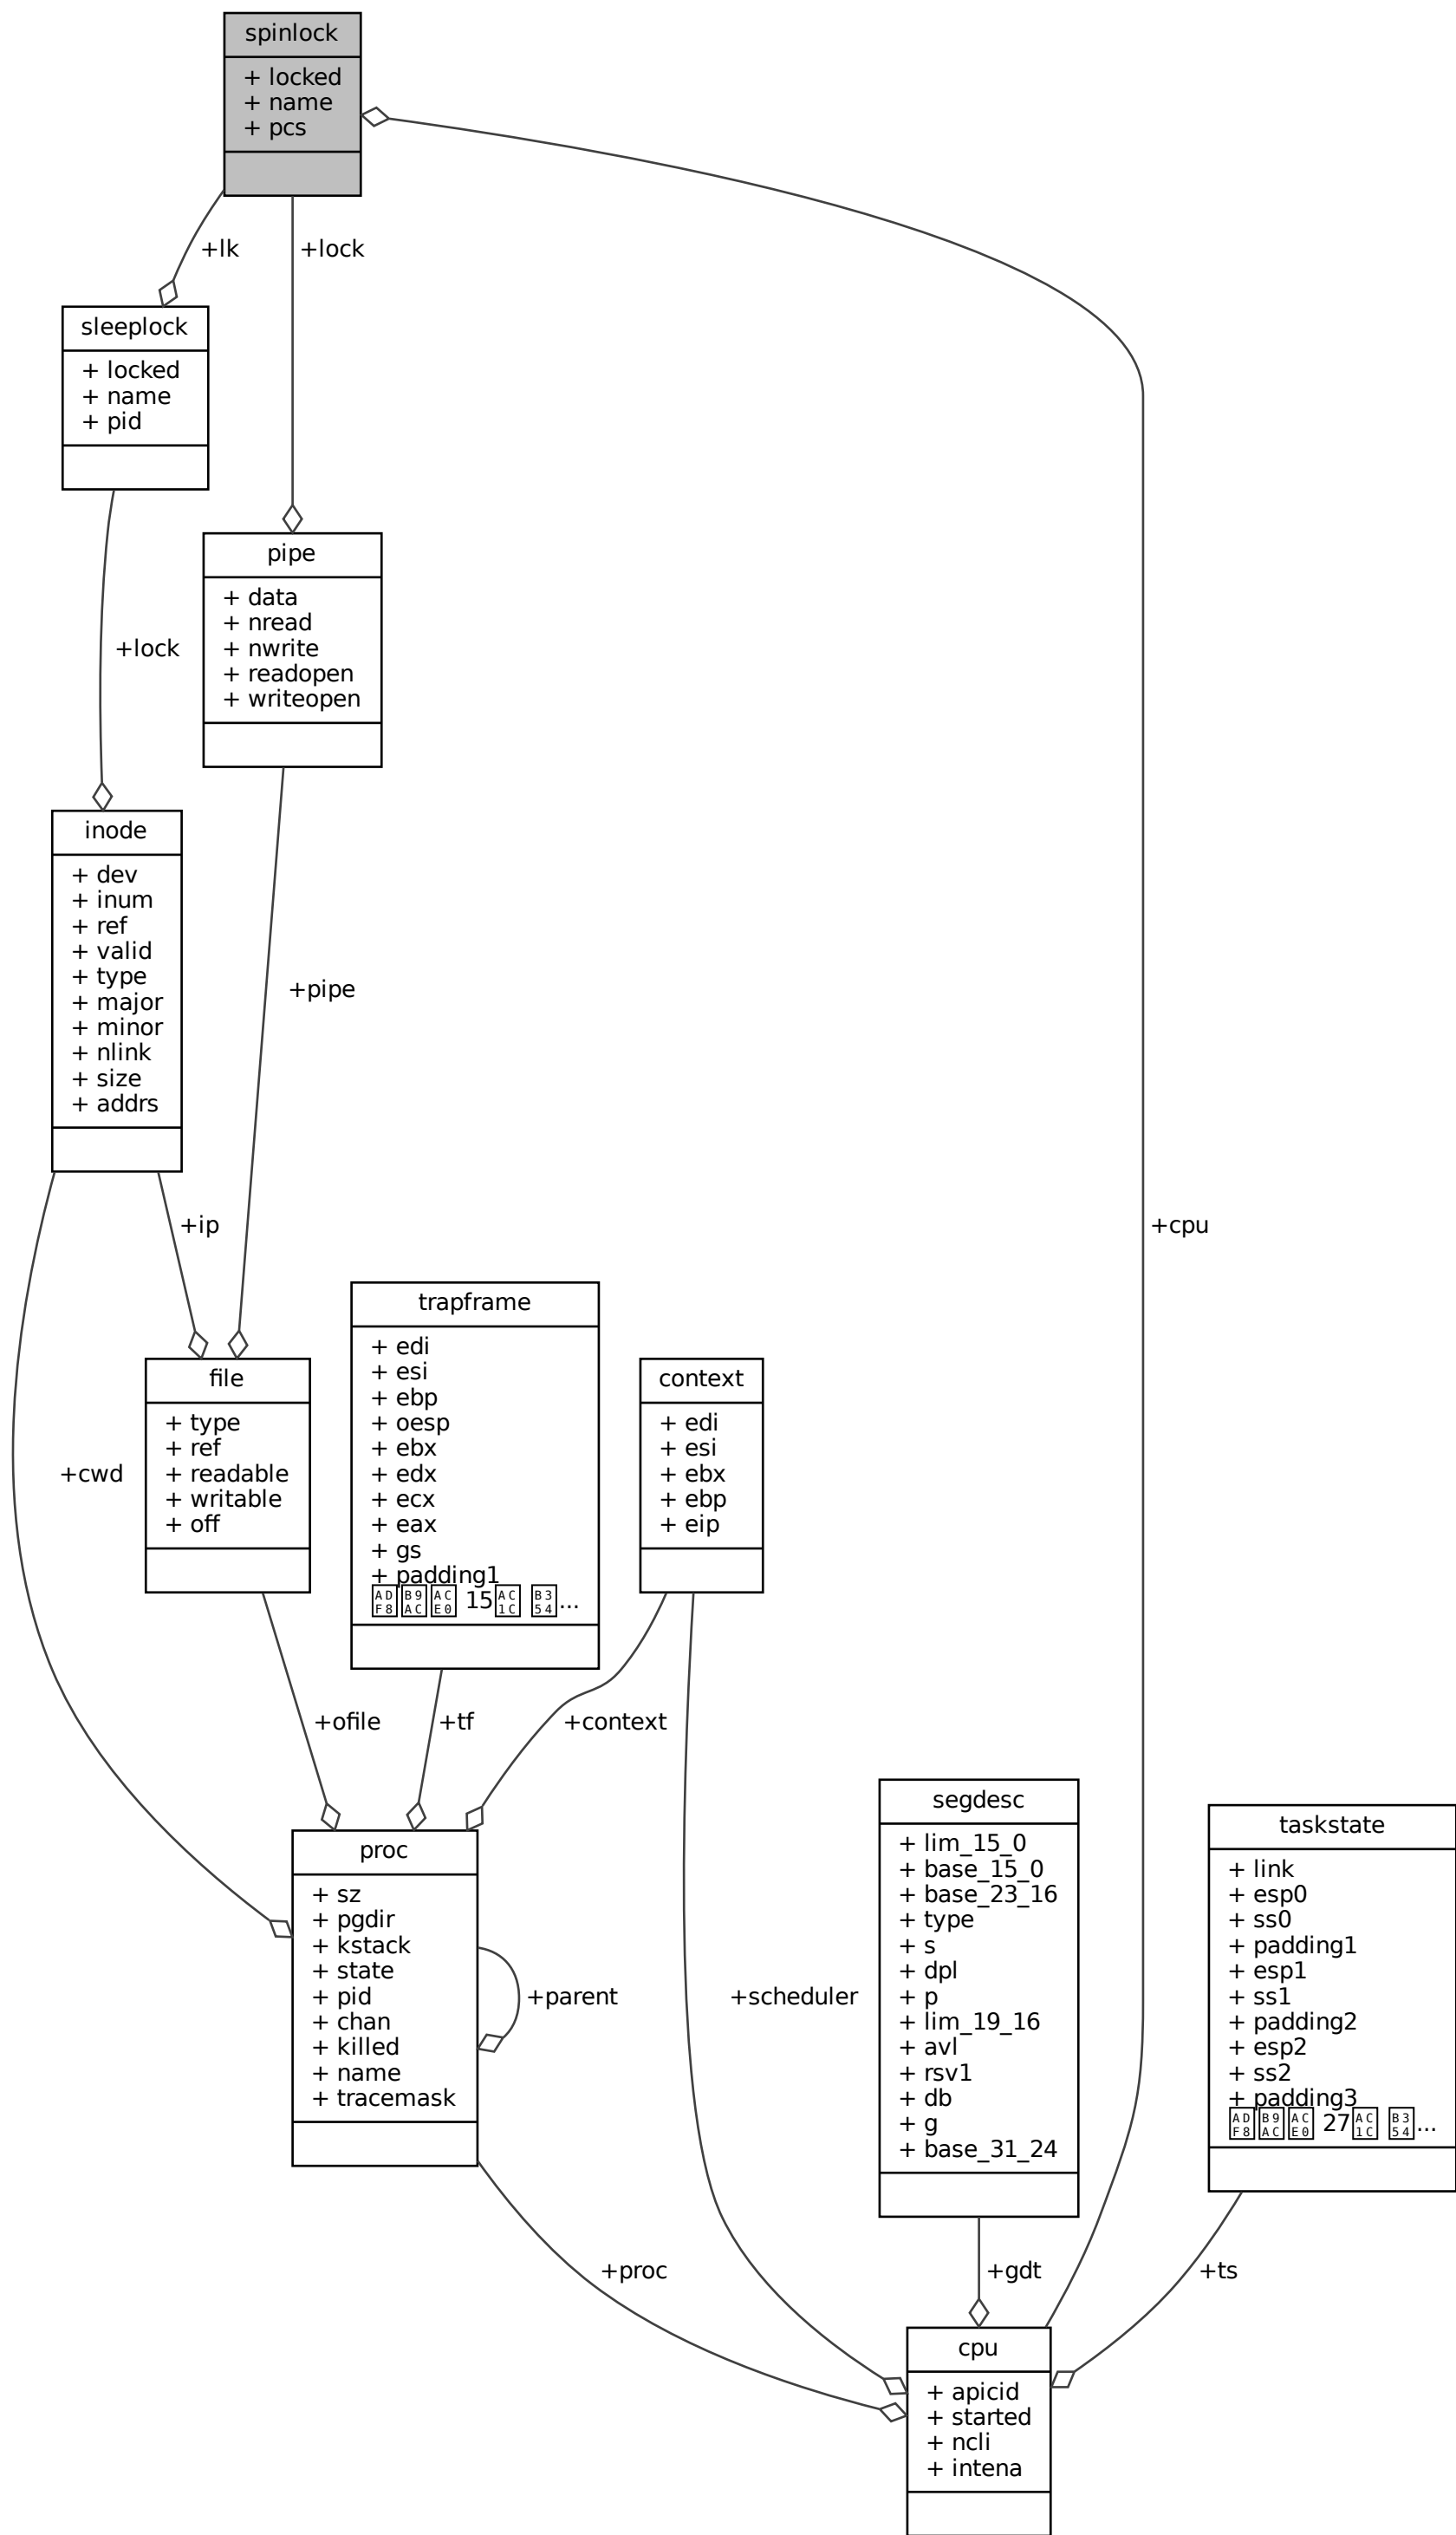 spinlock
+ locked
+ name
+ pcs
+lk
+lock
sleeplock
+ locked
+ name
+ pid
pipe
+ data
+ nread
+ nwrite
+ readopen
+ writeopen
+lock
inode
+ dev
+ inum
+ ref
+ valid
+ type
+ major
+ minor
+ nlink
+ size
+ addrs
+pipe
+ip
+cpu
trapframe
+ edi
+ esi
+ ebp
+ oesp
+ ebx
+ edx
+ ecx
+ eax
+ gs
+ padding1
15 ...
context
+ edi
+ esi
+ ebx
+ ebp
+ eip
file
+ type
+ ref
+ readable
+ writable
+ off
+cwd
+ofile
+tf
+context
segdesc
+ lim_15_0
+ base_15_0
+ base_23_16
+ type
+ s
+ dpl
+ p
+ lim_19_16
+ avl
+ rsv1
+ db
+ g
+ base_31_24
taskstate
+ link
+ esp0
+ ss0
+ padding1
+ esp1
+ ss1
+ padding2
+ esp2
+ ss2
+ padding3
27 ...
proc
+ sz
+ pgdir
+ kstack
+ state
+ pid
+ chan
+ killed
+ name
+ tracemask
+parent
+scheduler
+proc
+gdt
+ts
cpu
+ apicid
+ started
+ ncli
+ intena